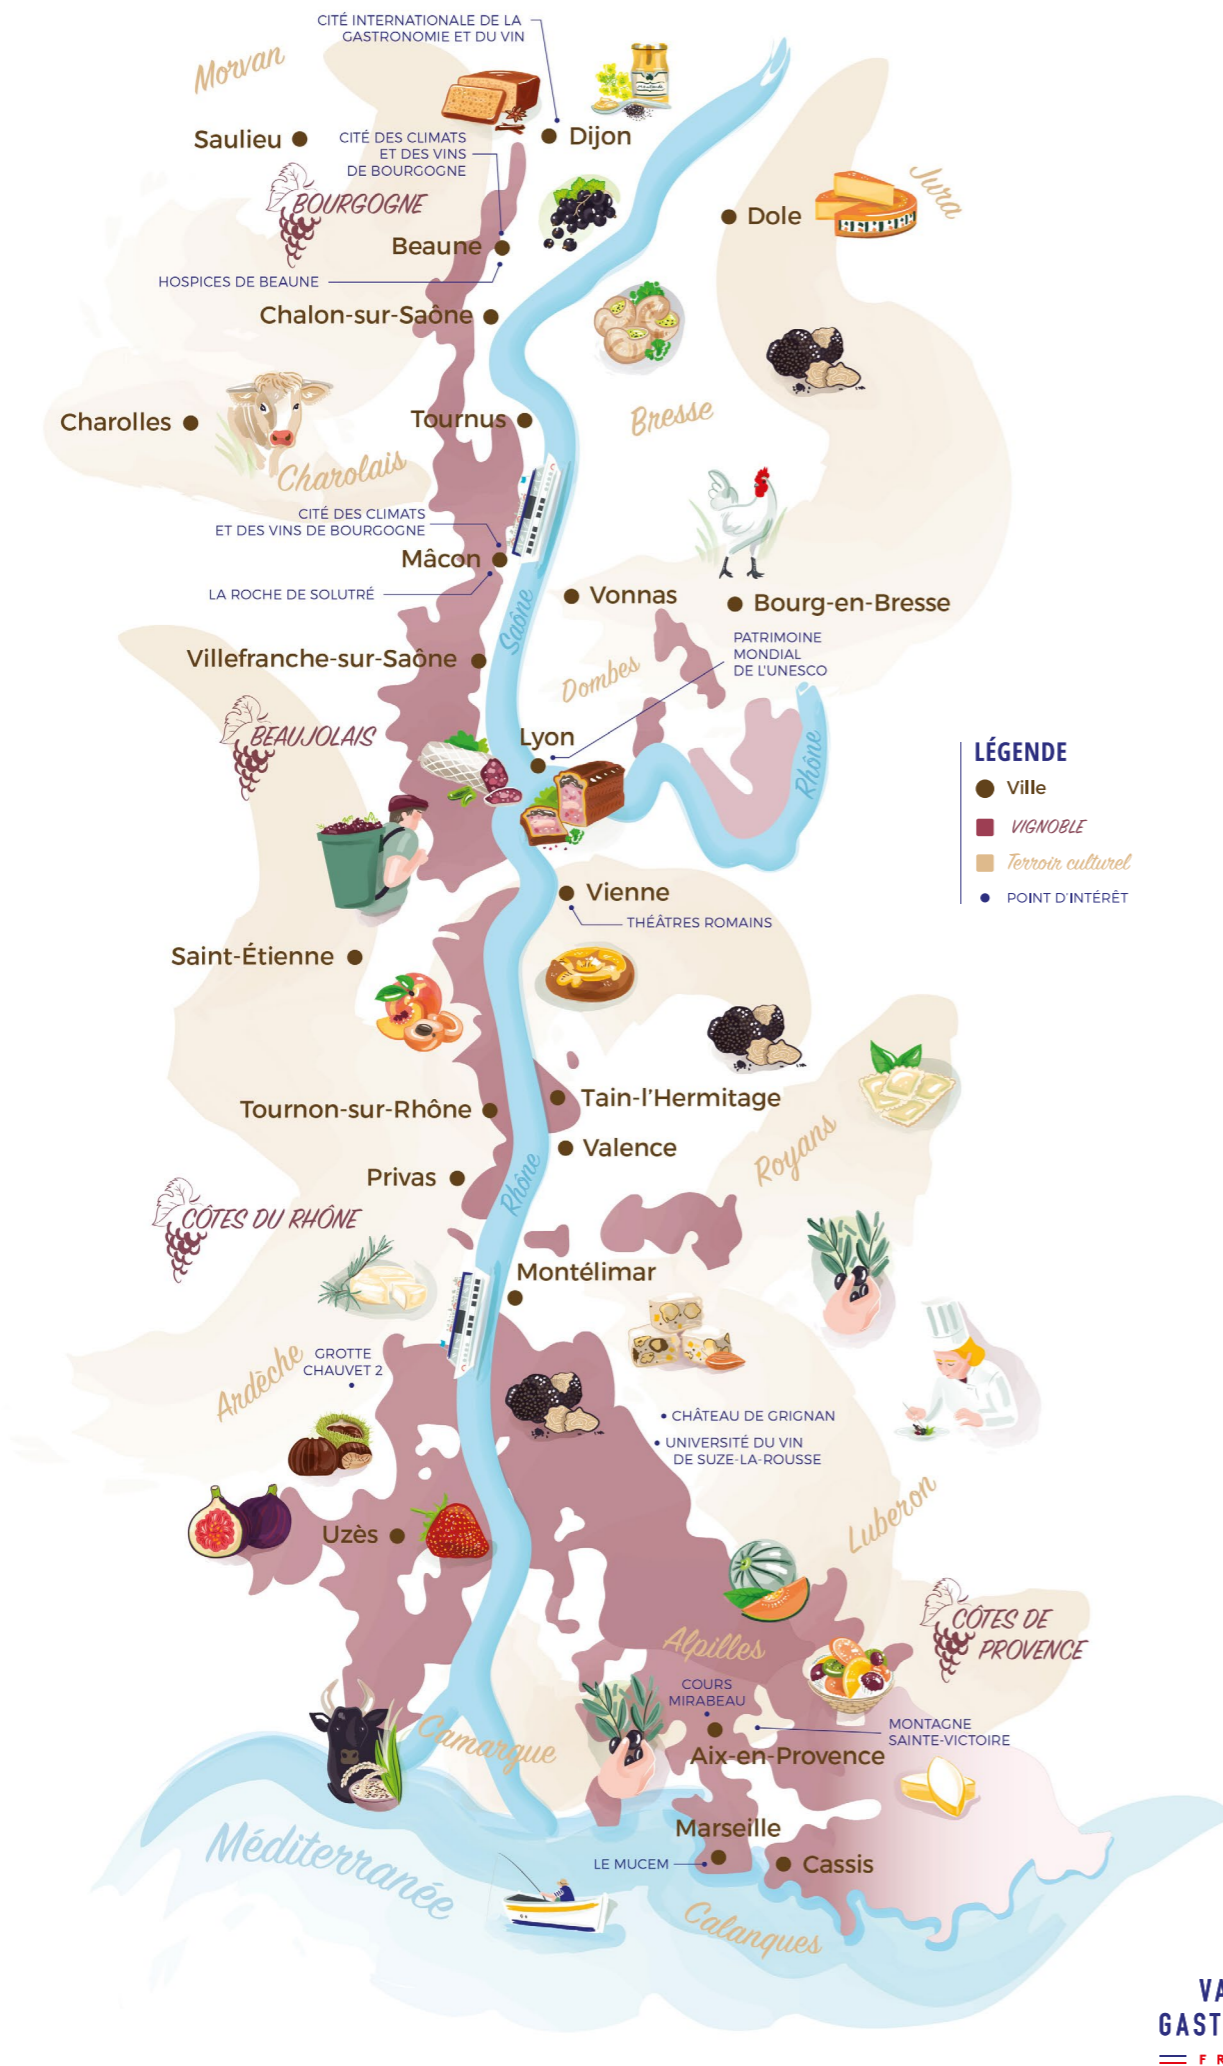 CITÉ INTERNATIONALE DE LA
GASTRONOMIE ET DU VIN
Morvan
Saulieu
CITÉ DES CLIMATS
ET DES VINS
DE BOURGOGNE
Dijon
Jura
BOURGOGNE
Dole
Beaune
HOSPICES DE BEAUNE
Chalon-sur-Saône
Charolles
Tournus
Bresse
Charolais
CITÉ DES CLIMATS
ET DES VINS DE BOURGOGNE
Mâcon
LA ROCHE DE SOLUTRÉ
Saône
Vonnas
Bourg-en-Bresse
PATRIMOINE
MONDIAL
DE L'UNESCO
Villefranche-sur-Saône
Dombes
BEAUJOLAIS
Lyon
Rhône
LÉGENDE
Ville
VIGNOBLE
Terroir culturel
POINT D'INTÉRÊT
Vienne
THÉÂTRES ROMAINS
Saint-Étienne
Tournon-sur-Rhône
Tain-l'Hermitage
Valence
Royans
Privas
Rhône
CÔTES DU RHÔNE
Montélimar
Ardèche
GROTTE
CHAUVET 2
CHÂTEAU DE GRIGNAN
UNIVERSITÉ DU VIN
DE SUZE-LA-ROUSSE
Luberon
Uzès
CÔTES DE
PROVENCE
Alpilles
COURS
MIRABEAU
Camargue
MONTAGNE
SAINTE-VICTOIRE
Aix-en-Provence
Méditerranée
Marseille
LE MUCEM
Cassis
Calanques
VA
GAST
FR